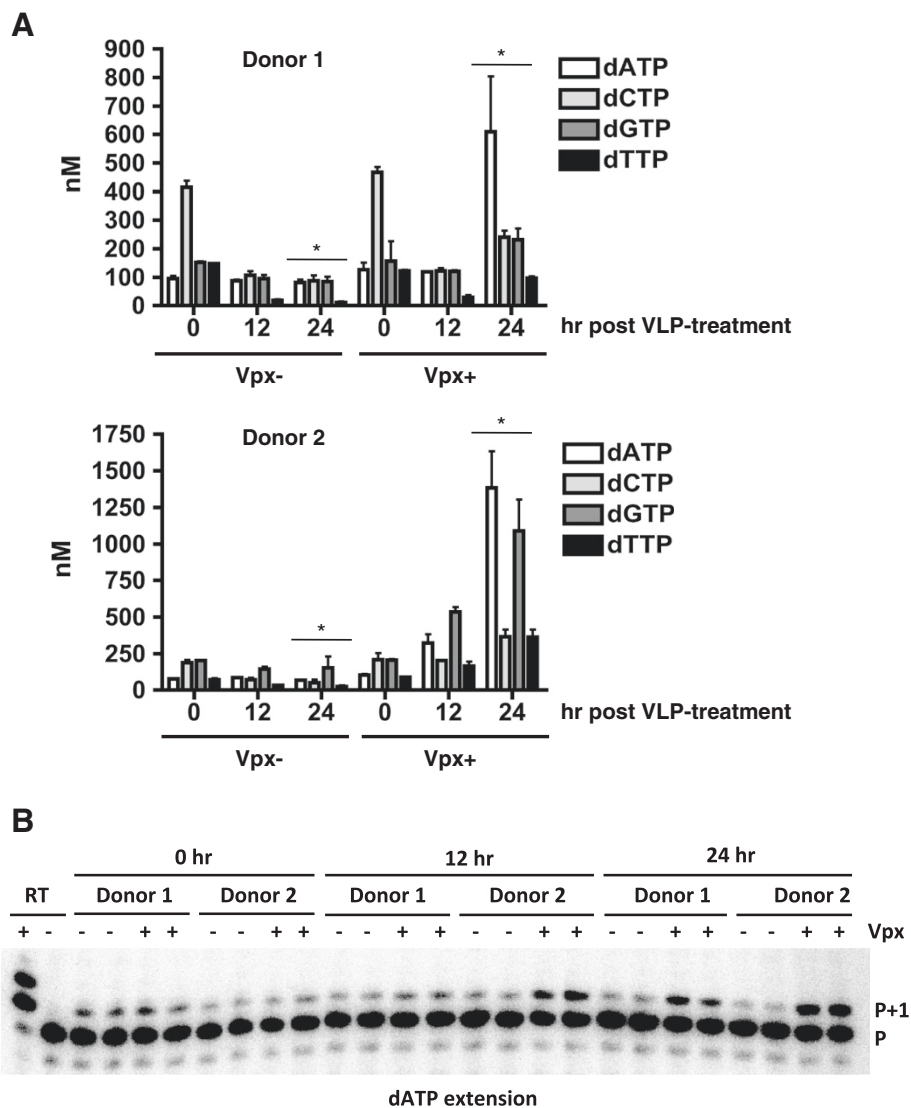 A
Donor 1
nM
900
800
700
600
500
400
300
200
100
0
*
*
dATP
dCTP
dGTP
dTTP
0 12 24 0 12 24 hr post VLP-treatment
Vpx- Vpx+
Donor 2
nM
1750
1500
1250
1000
750
500
250
0
*
*
dATP
dCTP
dGTP
dTTP
0 12 24 0 12 24 hr post VLP-treatment
Vpx- Vpx+
B
0 hr 12 hr 24 hr
RT Donor 1 Donor 2 Donor 1 Donor 2 Donor 1 Donor 2
+ - - - + + - - + + - - + + - - + + - - + + - - + + Vpx
P+1
P
dATP extension